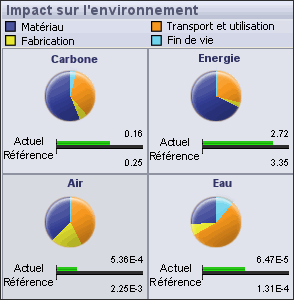 Impact sur l'environnement
Matériau
Transport et utilisation
Fabrication
Fin de vie
Carbone
Energie
0.16
2.72
Actuel
Actuel
Référence
Référence
0.25
3.35
Air
Eau
5.36E-4
6.47E-5
Actuel
Actuel
Référence
Référence
2.25E-3
1.31E-4